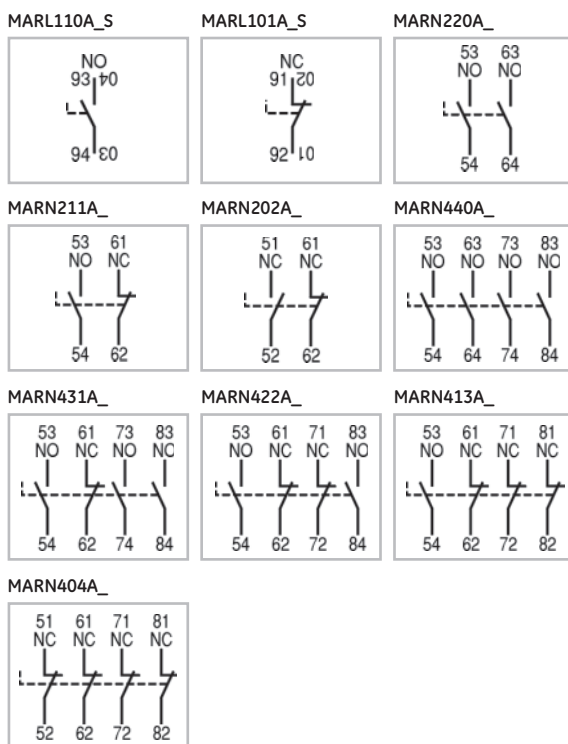 MARL110A_S MARL101A_S MARN220A_
NO
93 04
94 03
NC
91 02
92 01
53 63
NO NO
54 64
MARN211A_ MARN202A_ MARN440A_
53 61
NO NC
54 62
51 61
NC NC
52 62
53 63 73 83
NO NO NO NO
54 64 74 84
MARN431A_ MARN422A_ MARN413A_
53 61 73 83
NO NC NO NO
54 62 74 84
53 61 71 83
NO NC NC NO
54 62 72 84
53 61 71 81
NO NC NC NC
54 62 72 82
MARN404A_
51 61 71 81
NC NC NC NC
52 62 72 82